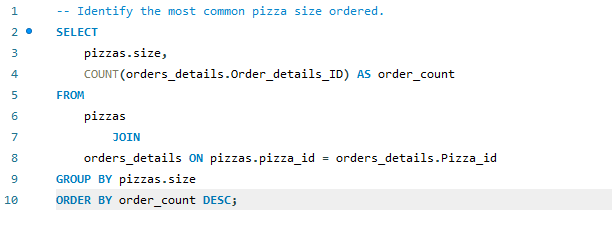 1 -- Identify the most common pizza size ordered.
2 SELECT
3 pizzas.size,
4 COUNT(orders_details.Order_details_ID) AS order_count
5 FROM
6 pizzas
7 JOIN
8 orders_details ON pizzas.pizza_id = orders_details.Pizza_id
9 GROUP BY pizzas.size
10 ORDER BY order_count DESC;